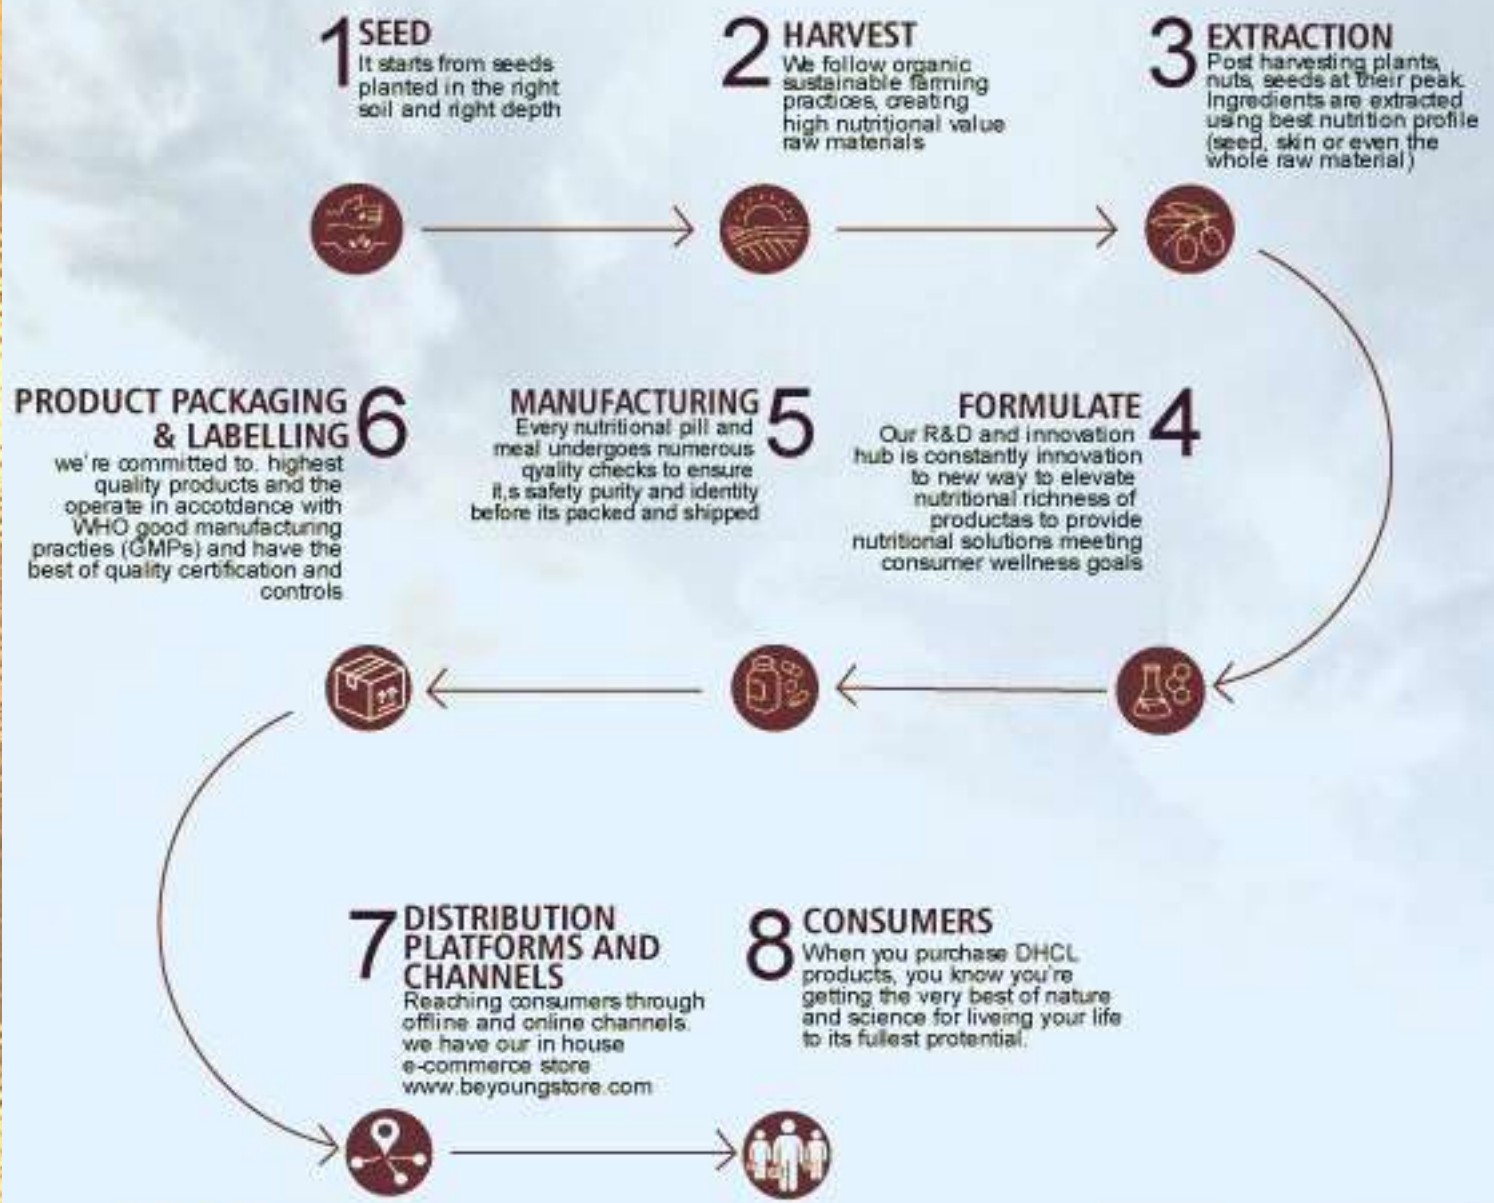 1 SEED
It starts from seeds
planted in the right
soil and right depth
2 HARVEST
We follow organic
sustainable farming
practices, creating
high nutritional value
raw materials
3 EXTRACTION
Post harvesting plants,
nuts, seeds at their peak.
Ingredients are extracted
using best nutrition profile
(seed, skin or even the
whole raw material)
FORMULATE 4
Our R&D and innovation
hub is constantly innovation
to new way to elevate
nutritional richness of
productas to provide
nutritional solutions meeting
consumer wellness goals
MANUFACTURING 5
Every nutritional pill and
meal undergoes numerous
qyality checks to ensure
it,s safety purity and identity
before its packed and shipped
PRODUCT PACKAGING
& LABELLING 6
we're committed to. highest
quality products and the
operate in accotdance with
WHO good manufacturing
practies (GMPs) and have the
best of quality certification and
controls
7 DISTRIBUTION
PLATFORMS AND
CHANNELS
Reaching consumers through
offline and online channels.
we have our in house
e-commerce store
www.beyoungstore.com
8 CONSUMERS
When you purchase DHCL
products, you know you're
getting the very best of nature
and science for liveing your life
to its fullest protential.